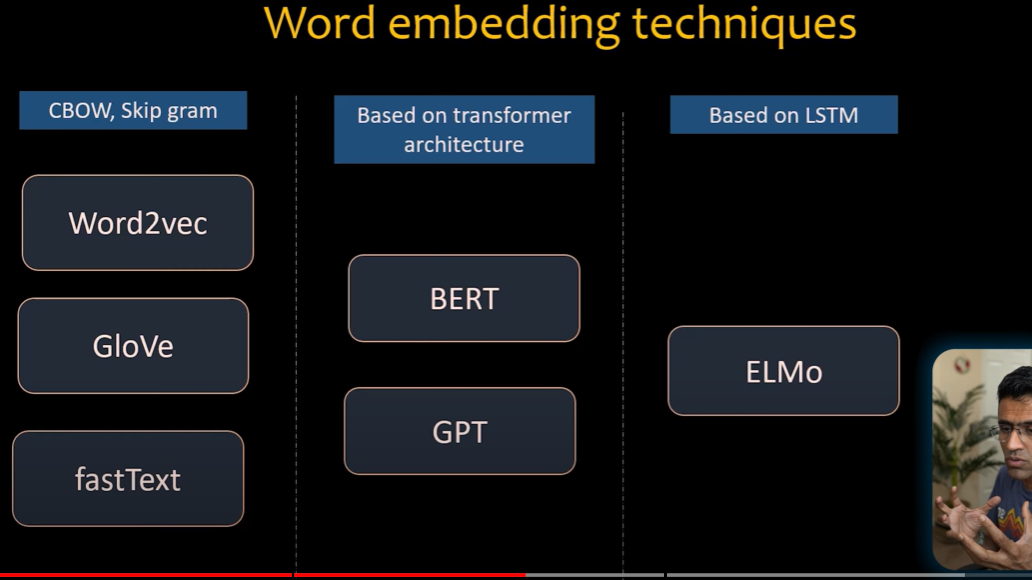 Word embedding techniques
CBOW, Skip gram
Word2vec
GloVe
fastText
Based on transformer
architecture
BERT
GPT
Based on LSTM
ELMo